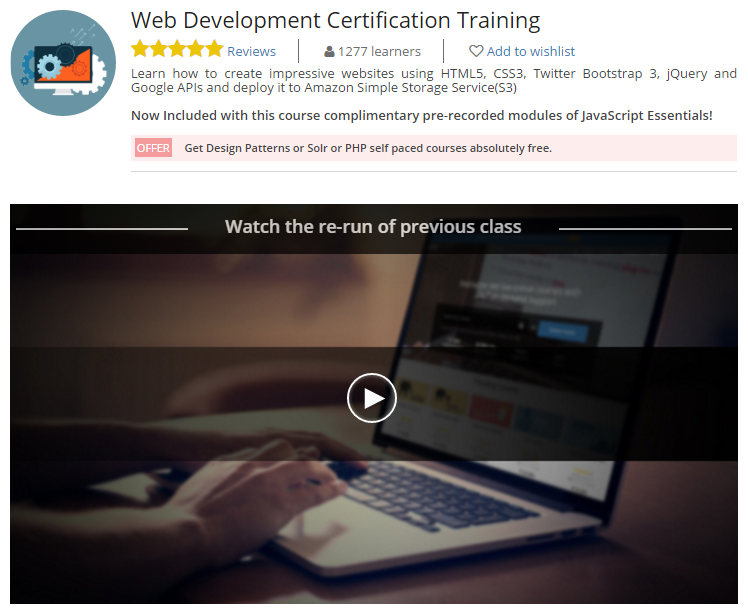 Web Development Certification Training
Reviews
1277 learners
Add to wishlist
Learn how to create impressive websites using HTML5, CSS3, Twitter Bootstrap 3, jQuery and
Google APIs and deploy it to Amazon Simple Storage Service(S3)
Now Included with this course complimentary pre-recorded modules of JavaScript Essentials!
OFFER Get Design Patterns or Solr or PHP self paced courses absolutely free.
Watch the re-run of previous class